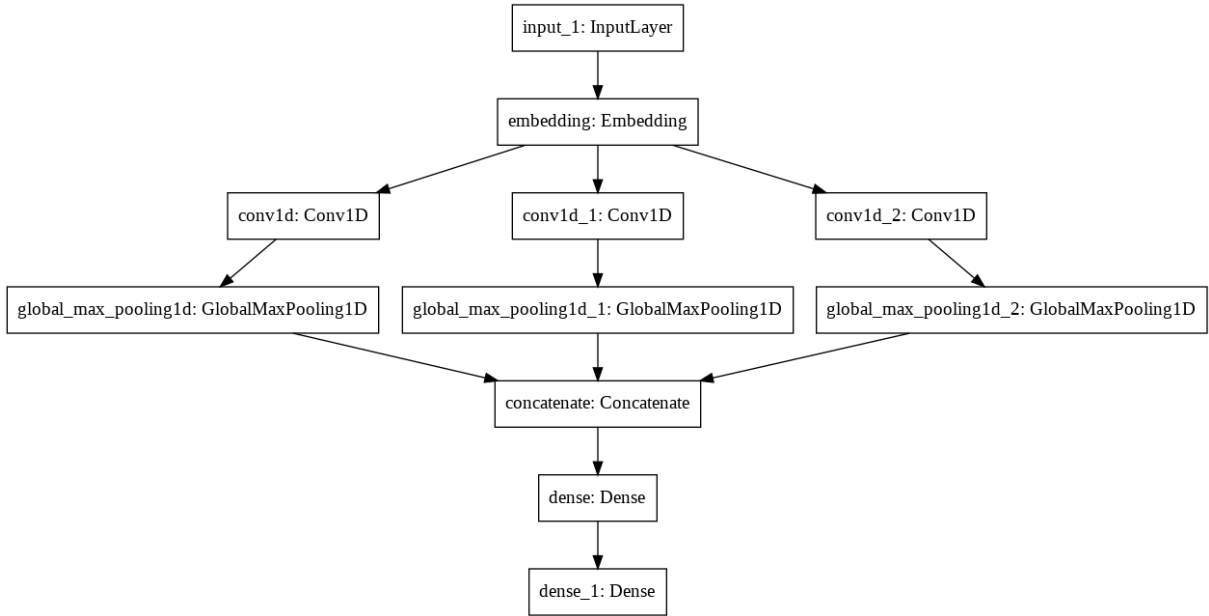 input_1: InputLayer
embedding: Embedding
conv1d: Conv1D
conv1d_1: Conv1D
conv1d_2: Conv1D
global_max_pooling1d: GlobalMaxPooling1D
global_max_pooling1d_1: GlobalMaxPooling1D
global_max_pooling1d_2: GlobalMaxPooling1D
concatenate: Concatenate
dense: Dense
dense_1: Dense